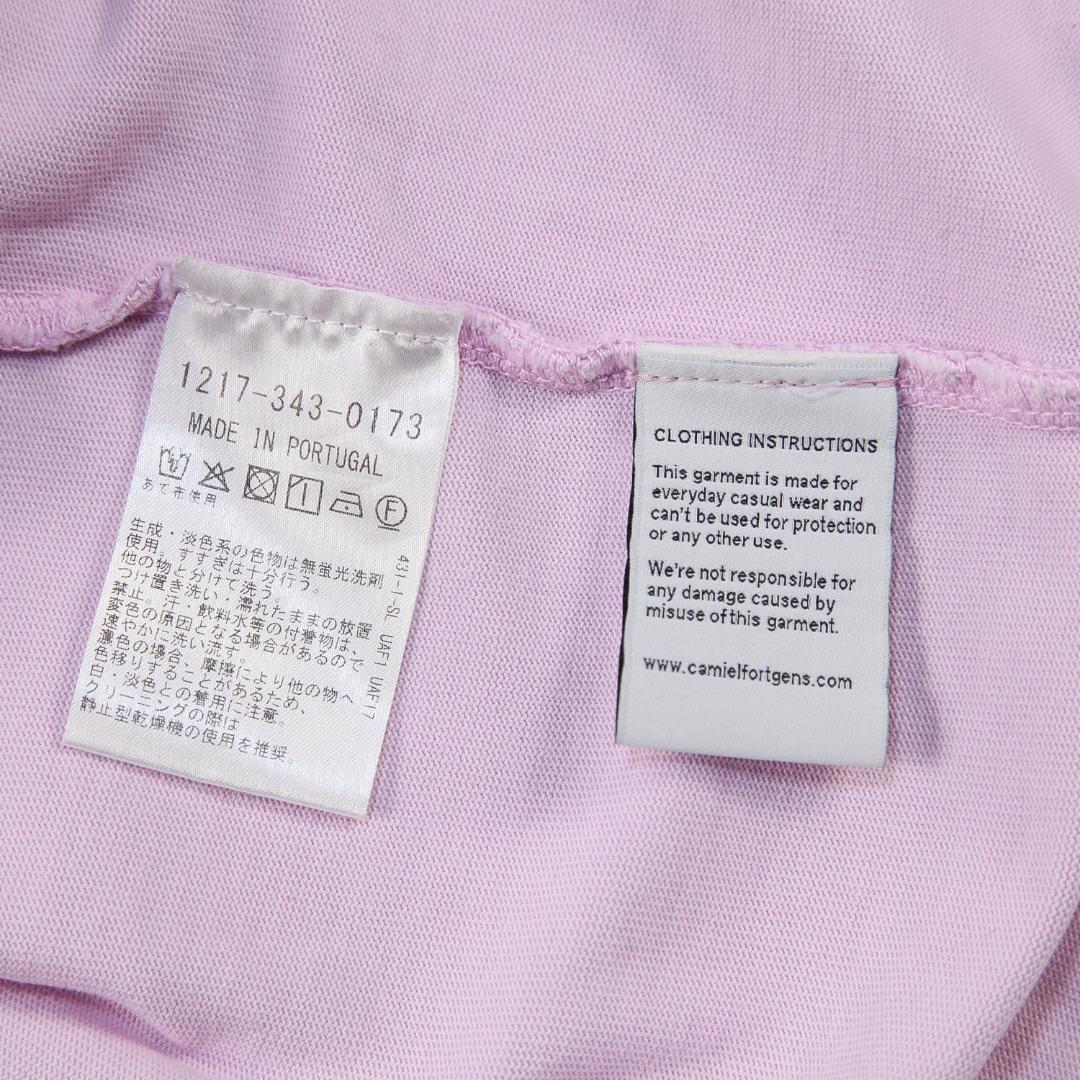 1217-343-0173
MADE IN PORTUGAL
F
あて布使用
生成・淡色系の色物は無蛍光洗剤
使用。すすぎは十分行う。
他の物と分けて洗う。
つけ置き洗い・濡れたままの放置
禁止。汗・飲料水等の付着物は、
変色の原因となる場合があるので
速やかに洗い流す。
濃色の場合、摩擦により他の物へ
色移りすることがあるため、
白・淡色との着用に注意。
クリーニングの際は
静止型乾燥機の使用を推奨。
431-I-SL UAF1 UAF17
CLOTHING INSTRUCTIONS
This garment is made for
everyday casual wear and
can't be used for protection
or any other use.
We're not responsible for
any damage caused by
misuse of this garment.
www.camielfortgens.com